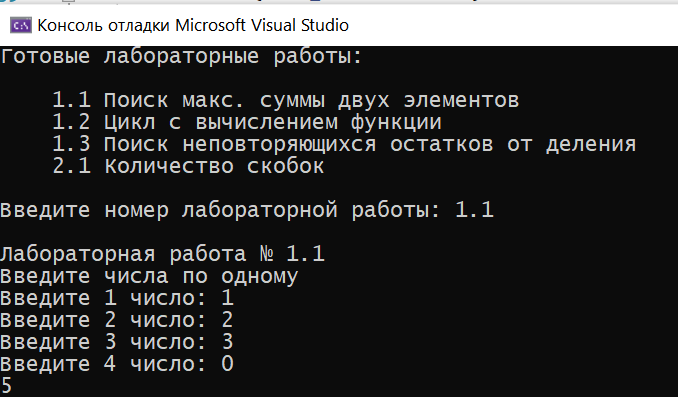 C:\ Консоль отладки Microsoft Visual Studio
Готовые лабораторные работы:
1.1 Поиск макс. суммы двух элементов
1.2 Цикл с вычислением функции
1.3 Поиск неповторяющихся остатков от деления
2.1 Количество скобок
Введите номер лабораторной работы: 1.1
Лабораторная работа № 1.1
Введите числа по одному
Введите 1 число: 1
Введите 2 число: 2
Введите 3 число: 3
Введите 4 число: 0
5